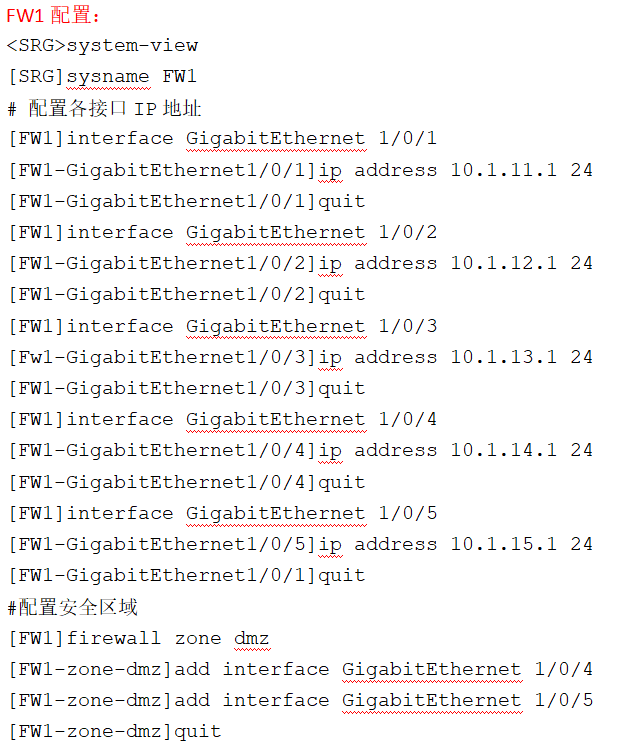 FW1 配置：
<SRG>system-view
[SRG]sysname FW1
# 配置各接口 IP 地址
[FW1]interface GigabitEthernet 1/0/1
[FW1-GigabitEthernet1/0/1]ip address 10.1.11.1 24
[FW1-GigabitEthernet1/0/1]quit
[FW1]interface GigabitEthernet 1/0/2
[FW1-GigabitEthernet1/0/2]ip address 10.1.12.1 24
[FW1-GigabitEthernet1/0/2]quit
[FW1]interface GigabitEthernet 1/0/3
[Fw1-GigabitEthernet1/0/3]ip address 10.1.13.1 24
[FW1-GigabitEthernet1/0/3]quit
[FW1]interface GigabitEthernet 1/0/4
[FW1-GigabitEthernet1/0/4]ip address 10.1.14.1 24
[FW1-GigabitEthernet1/0/4]quit
[FW1]interface GigabitEthernet 1/0/5
[FW1-GigabitEthernet1/0/5]ip address 10.1.15.1 24
[FW1-GigabitEthernet1/0/1]quit
#配置安全区域
[FW1]firewall zone dmz
[FW1-zone-dmz]add interface GigabitEthernet 1/0/4
[FW1-zone-dmz]add interface GigabitEthernet 1/0/5
[FW1-zone-dmz]quit